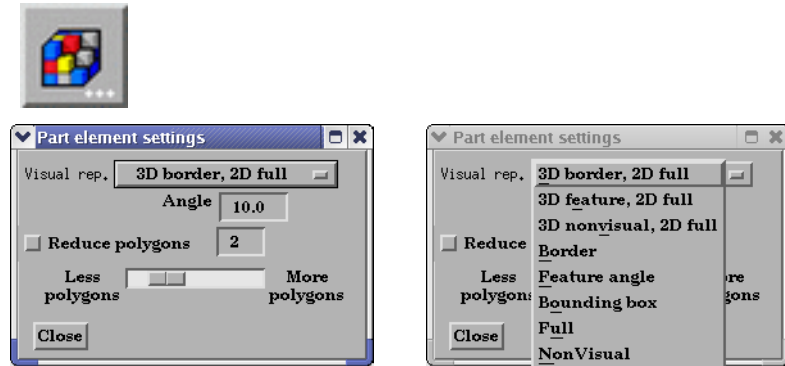 Part element settings
Visual rep. 3D border, 2D full
Angle 10.0
Reduce polygons 2
Less polygons
More polygons
Close
Part element settings
Visual rep. 3D border, 2D full
3D feature, 2D full
3D nonvisual, 2D full
Reduce
Border
Less polygons
Feature angle
Bounding box
Close
Full
NonVisual